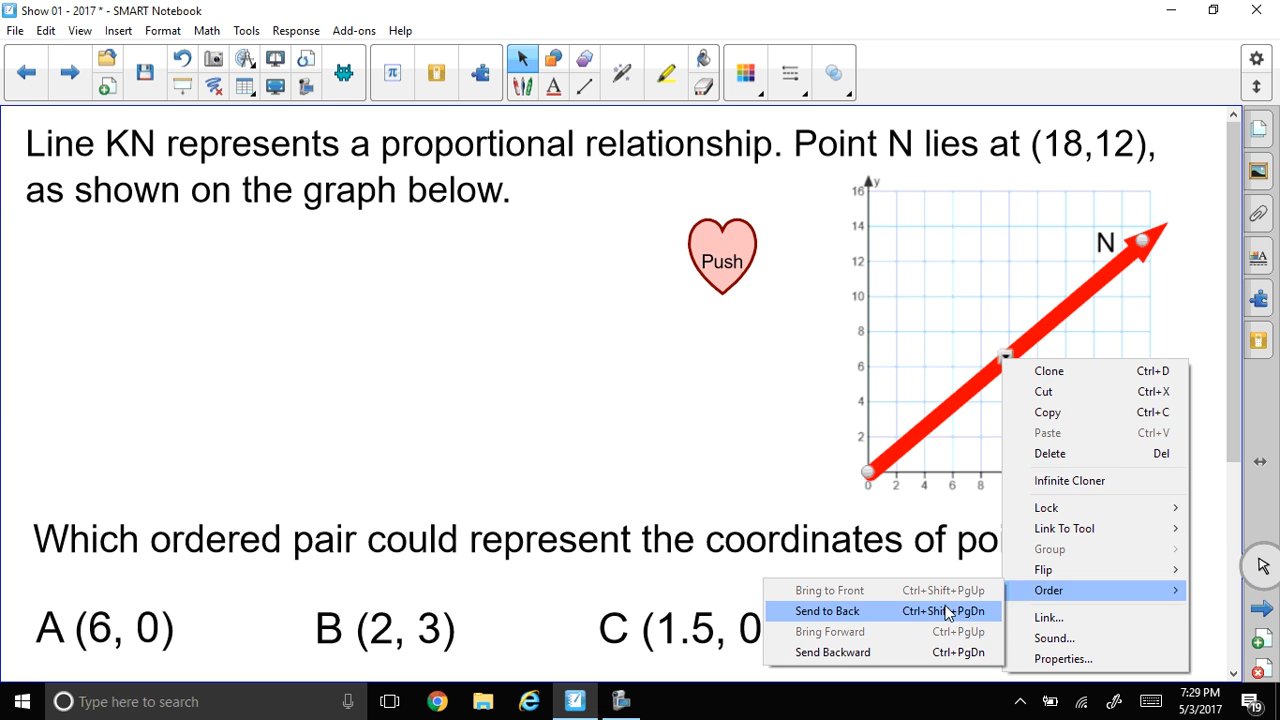 Show 01 - 2017 * - SMART Notebook
File Edit View Insert Format Math Tools Response Add-ons Help
π
A
Line KN represents a proportional relationship. Point N lies at (18,12),
as shown on the graph below.
Push
y
16
14
12
10
8
6
4
2
0 2 4 6 8
N
Clone Ctrl+D
Cut Ctrl+X
Copy Ctrl+C
Paste Ctrl+V
Delete Del
Infinite Cloner
Lock
Link To Tool
Group
Flip
Order
Link...
Sound...
Properties...
Bring to Front Ctrl+Shift+PgUp
Send to Back Ctrl+Shift+PgDn
Bring Forward Ctrl+PgUp
Send Backward Ctrl+PgDn
Which ordered pair could represent the coordinates of poi
A (6, 0) B (2, 3) C (1.5, 0
Type here to search
7:29 PM
5/3/2017
19